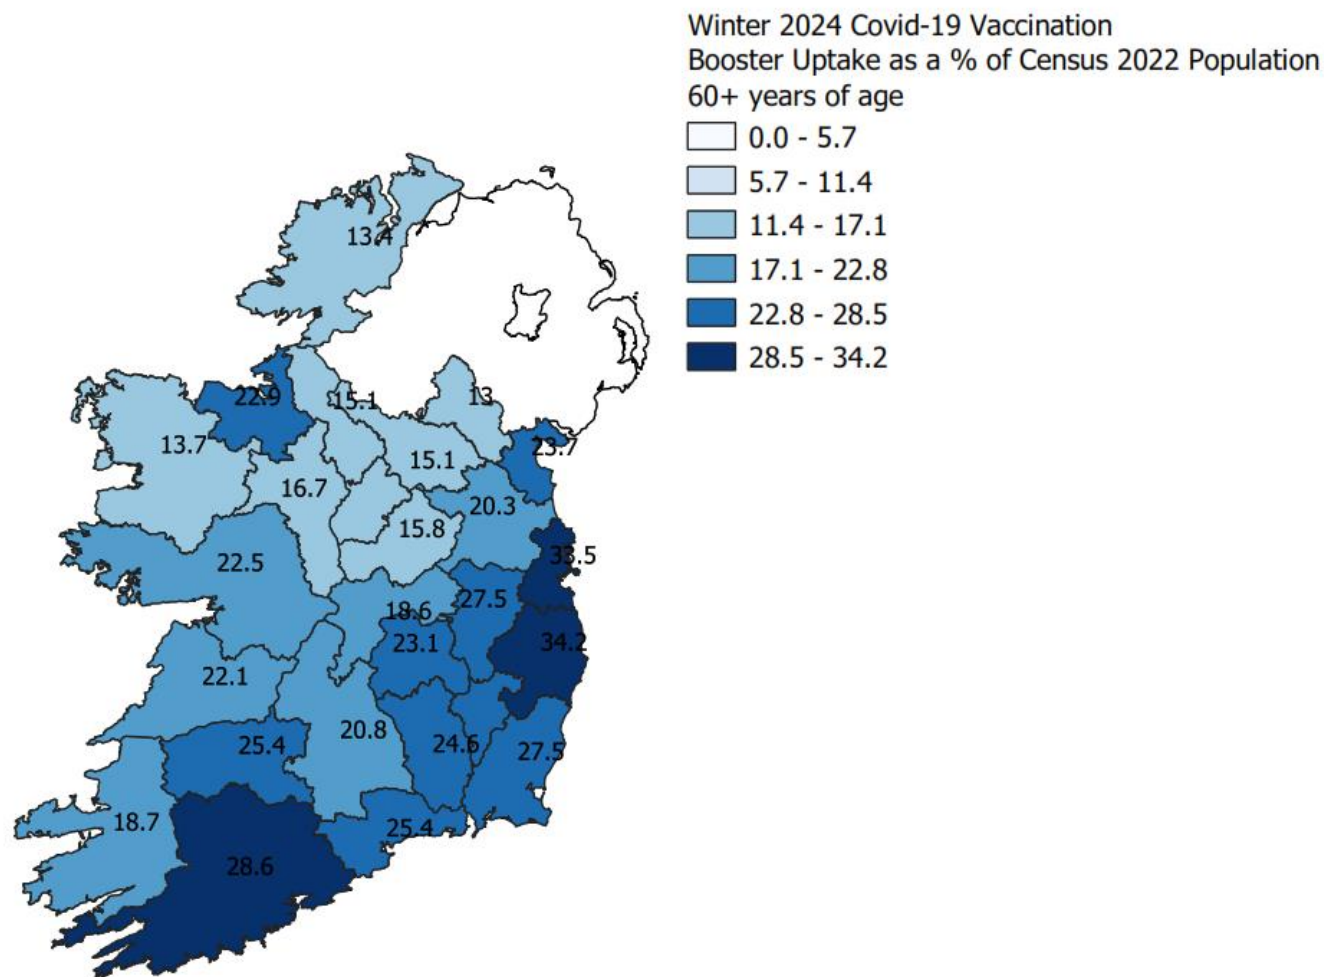 Winter 2024 Covid-19 Vaccination
Booster Uptake as a % of Census 2022 Population
60+ years of age
0.0 - 5.7
5.7 - 11.4
11.4 - 17.1
17.1 - 22.8
22.8 - 28.5
28.5 - 34.2
13.4
22.9
15.1
13
13.7
23.7
15.1
16.7
20.3
15.8
33.5
22.5
27.5
18.6
23.1
34.2
22.1
20.8
25.4
24.6
27.5
18.7
25.4
28.6